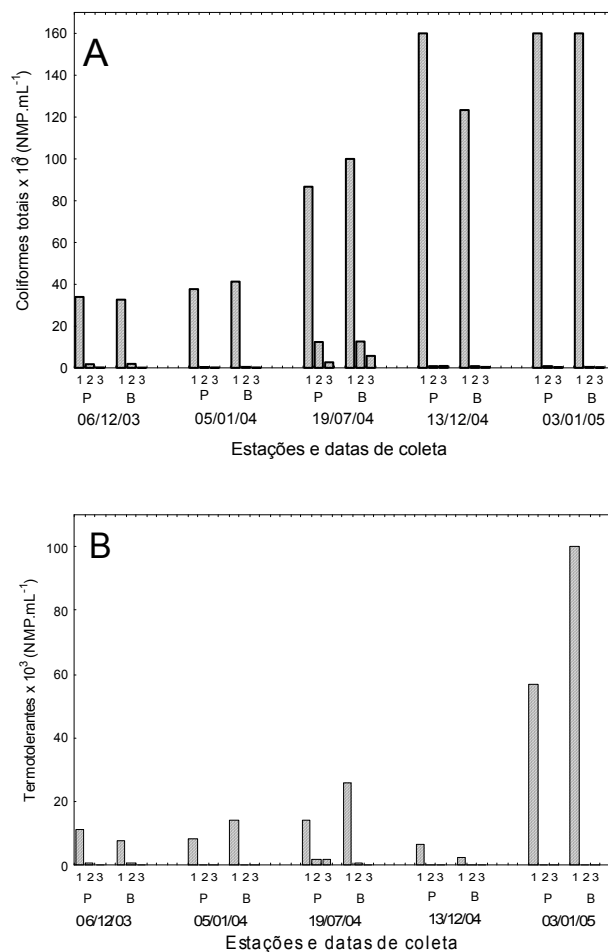 A
Coliformes totais x 10³ (NMP.mL⁻¹)
160
140
120
100
80
60
40
20
0
1 2 3 1 2 3 1 2 3 1 2 3 1 2 3 1 2 3 1 2 3 1 2 3 1 2 3 1 2 3
P B P B P B P B P B
06/12/03 05/01/04 19/07/04 13/12/04 03/01/05
Estações e datas de coleta
B
Termotolerantes x 10³ (NMP.mL⁻¹)
100
80
60
40
20
0
1 2 3 1 2 3 1 2 3 1 2 3 1 2 3 1 2 3 1 2 3 1 2 3 1 2 3 1 2 3
P B P B P B P B P B
06/12/03 05/01/04 19/07/04 13/12/04 03/01/05
Estações e datas de coleta